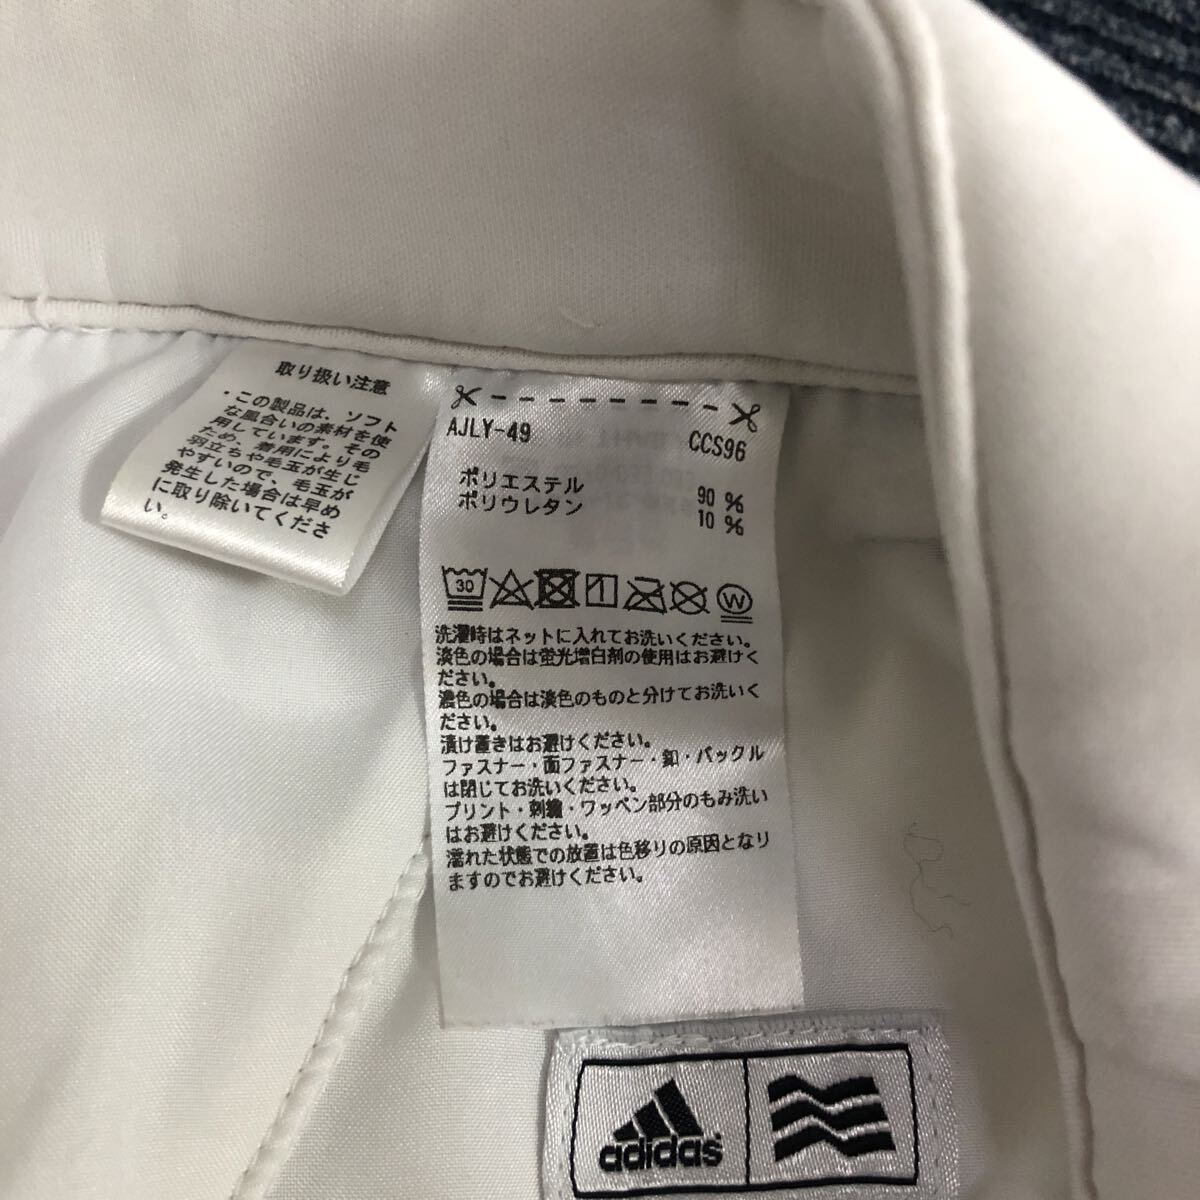 取り扱い注意
・この製品は、ソフト
な風合いの素材を使
用しています。その
ため、着用により毛
羽立ちや毛玉が生じ
やすいので、毛玉が
発生した場合は早め
に取り除いてくださ
い。
AJLY-49 CCS96
ポリエステル 90 %
ポリウレタン 10 %
30 W
洗濯時はネットに入れてお洗いください。
淡色の場合は蛍光増白剤の使用はお避けく
ださい。
濃色の場合は淡色のものと分けてお洗いく
ださい。
漬け置きはお避けください。
ファスナー・面ファスナー・釦・バックル
は閉じてお洗いください。
プリント・刺繍・ワッペン部分のもみ洗い
はお避けください。
濡れた状態での放置は色移りの原因となり
ますのでお避けください。
adidas